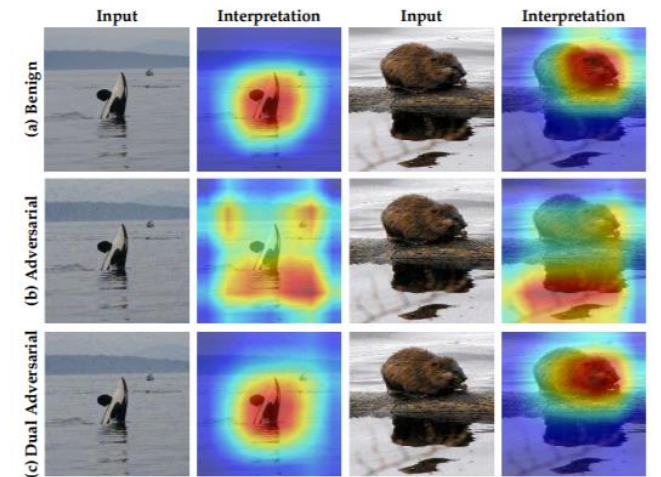 Input Interpretation Input Interpretation
(a) Benign
(b) Adversarial
(c) Dual Adversarial